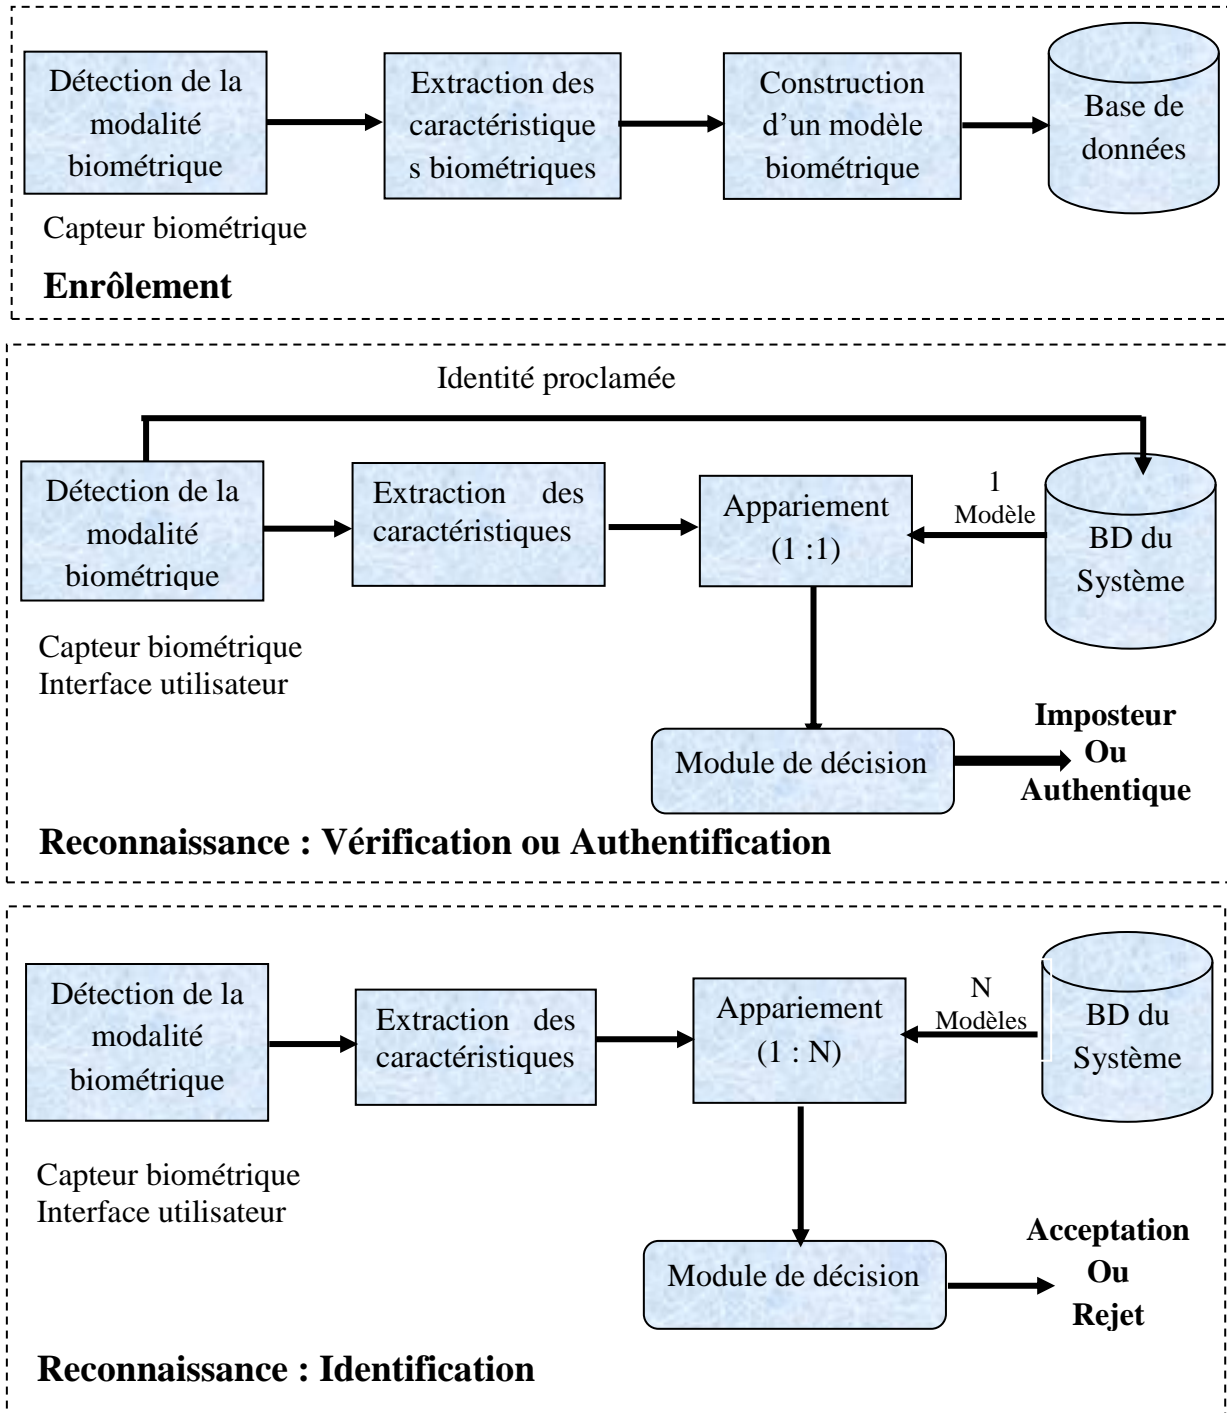 Détection de la
modalité
biométrique
Extraction des
caractéristique
s biométriques
Construction
d’un modèle
biométrique
Base de
données
Capteur biométrique
Enrôlement
Identité proclamée
Détection de la
modalité
biométrique
Extraction des
caractéristiques
Appariement
(1 :1)
1
Modèle
BD du
Système
Capteur biométrique
Interface utilisateur
Module de décision
Imposteur
Ou
Authentique
Reconnaissance : Vérification ou Authentification
Détection de la
modalité
biométrique
Extraction des
caractéristiques
Appariement
(1 : N)
N
Modèles
BD du
Système
Capteur biométrique
Interface utilisateur
Module de décision
Acceptation
Ou
Rejet
Reconnaissance : Identification